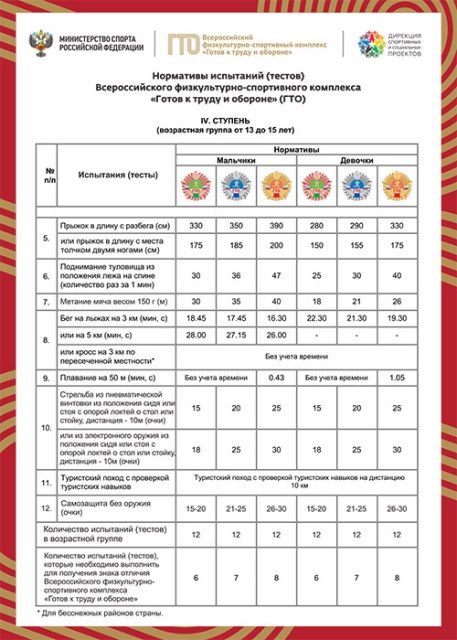 МИНИСТЕРСТВО СПОРТА
РОССИЙСКОЙ ФЕДЕРАЦИИ
ГТО
Всероссийский
физкультурно-спортивный комплекс
«Готов к труду и обороне»
ДИРЕКЦИЯ
СПОРТИВНЫХ
И СОЦИАЛЬНЫХ
ПРОЕКТОВ
Нормативы испытаний (тестов)
Всероссийского физкультурно-спортивного комплекса
«Готов к труду и обороне» (ГТО)
IV. СТУПЕНЬ
(возрастная группа от 13 до 15 лет)
№
п/п
Испытания (тесты)
Нормативы
Мальчики
Девочки
5. Прыжок в длину с разбега (см) 330 350 390 280 290 330
или прыжок в длину с места
толчком двумя ногами (см) 175 185 200 150 155 175
6. Поднимание туловища из
положения лежа на спине
(количество раз за 1 мин) 30 36 47 25 30 40
7. Метание мяча весом 150 г (м) 30 35 40 18 21 26
8. Бег на лыжах на 3 км (мин, с) 18.45 17.45 16.30 22.30 21.30 19.30
или на 5 км (мин, с) 28.00 27.15 26.00 - - -
или кросс на 3 км по
пересеченной местности* Без учета времени
9. Плавание на 50 м (мин, с) Без учета времени 0.43 Без учета времени 1.05
10. Стрельба из пневматической
винтовки из положения сидя или
стоя с опорой локтей о стол или
стойку, дистанция - 10м (очки) 15 20 25 15 20 25
или из электронного оружия из
положения сидя или стоя с
опорой локтей о стол или стойку,
дистанция - 10м (очки) 18 25 30 18 25 30
11. Туристский поход с проверкой
туристских навыков Туристский поход с проверкой туристских навыков на дистанцию
10 км
12. Самозащита без оружия
(очки) 15-20 21-25 26-30 15-20 21-25 26-30
Количество испытаний (тестов)
в возрастной группе 12 12 12 12 12 12
Количество испытаний (тестов),
которые необходимо выполнить
для получения знака отличия
Всероссийского физкультурно-
спортивного комплекса
«Готов к труду и обороне» 6 7 8 6 7 8
* Для бесснежных районов страны.